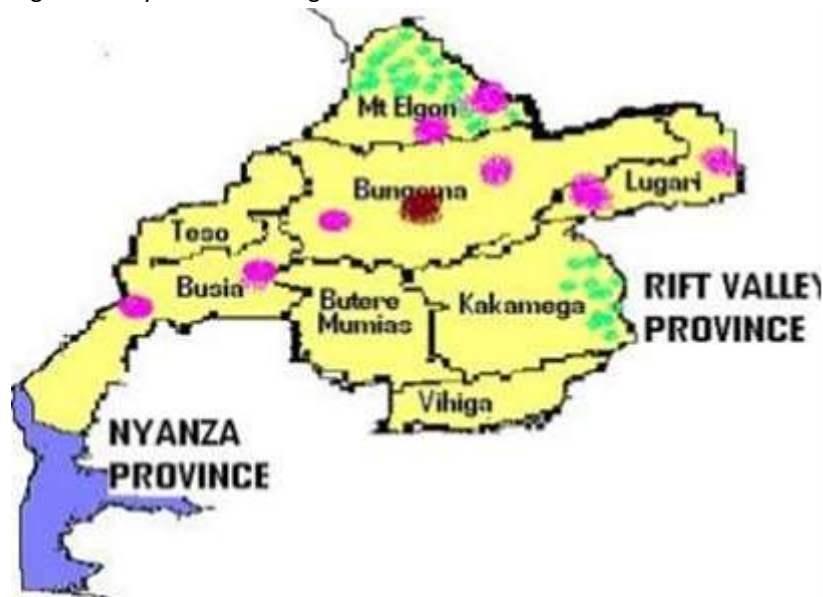 Mt Elgon
Bungoma
Lugari
Teso
Busia
Butere
Mumias
Kakamega
RIFT VALLEY
PROVINCE
Vihiga
NYANZA
PROVINCE